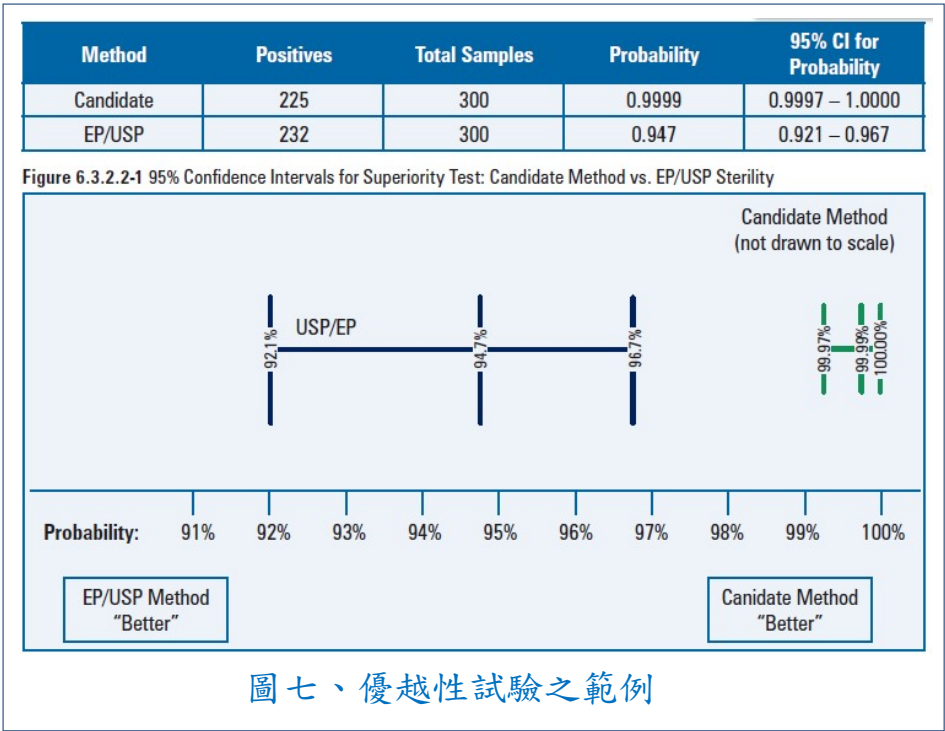 Method Positives Total Samples Probability 95% CI for Probability
Candidate 225 300 0.9999 0.9997 – 1.0000
EP/USP 232 300 0.947 0.921 – 0.967
Figure 6.3.2.2-1 95% Confidence Intervals for Superiority Test: Candidate Method vs. EP/USP Sterility
Candidate Method
(not drawn to scale)
USP/EP
92.1%
94.7%
96.7%
99.97%
99.99%
100.00%
Probability: 91% 92% 93% 94% 95% 96% 97% 98% 99% 100%
EP/USP Method
"Better"
Canidate Method
"Better"
圖七、優越性試驗之範例